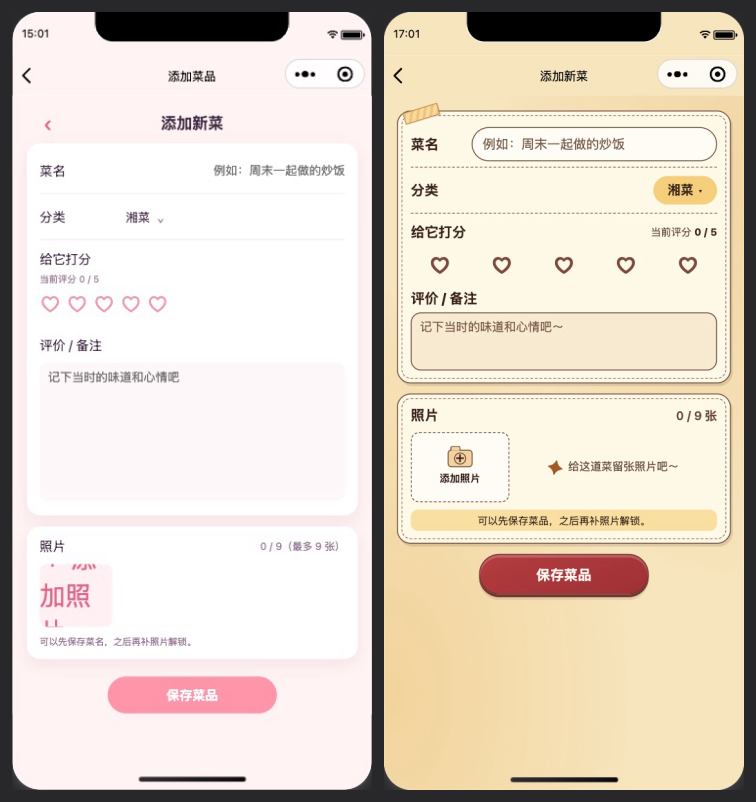 15:01
添加菜品
添加新菜
菜名
例如：周末一起做的炒饭
分类
湘菜
给它打分
当前评分 0 / 5
评价 / 备注
记下当时的味道和心情吧
照片
0 / 9（最多 9 张）
加照
可以先保存菜名，之后再补照片解锁。
保存菜品
17:01
添加新菜
菜名
例如：周末一起做的炒饭
分类
湘菜
给它打分
当前评分 0 / 5
评价 / 备注
记下当时的味道和心情吧～
照片
0 / 9 张
添加照片
给这道菜留张照片吧～
可以先保存菜品，之后再补照片解锁。
保存菜品